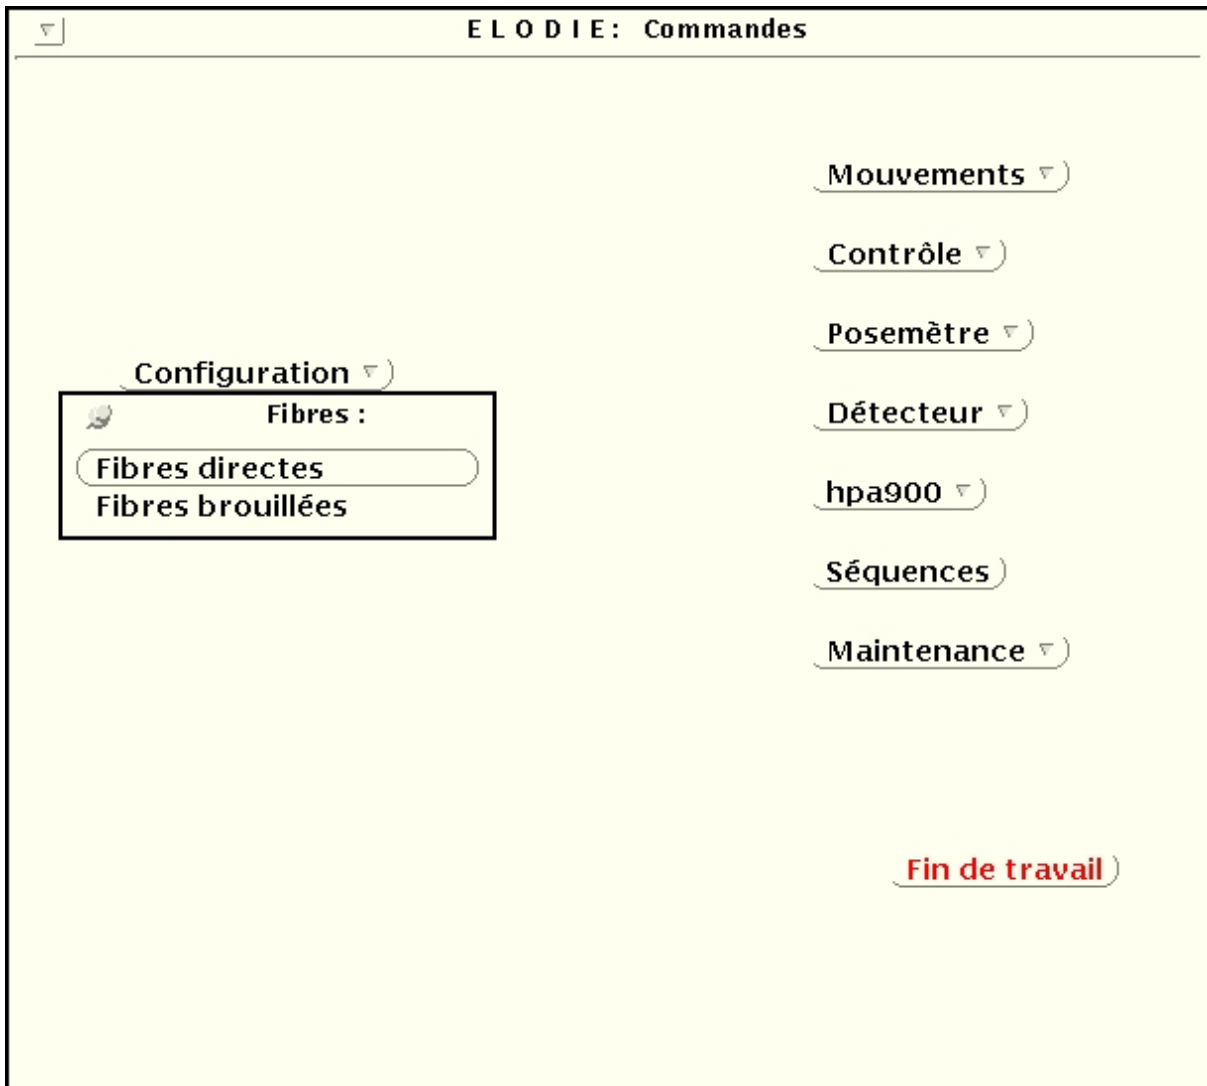 E L O D I E: Commandes
Mouvements
Contrôle
Posemètre
Configuration
Fibres :
Détecteur
Fibres directes
hpa900
Fibres brouillées
Séquences
Maintenance
Fin de travail